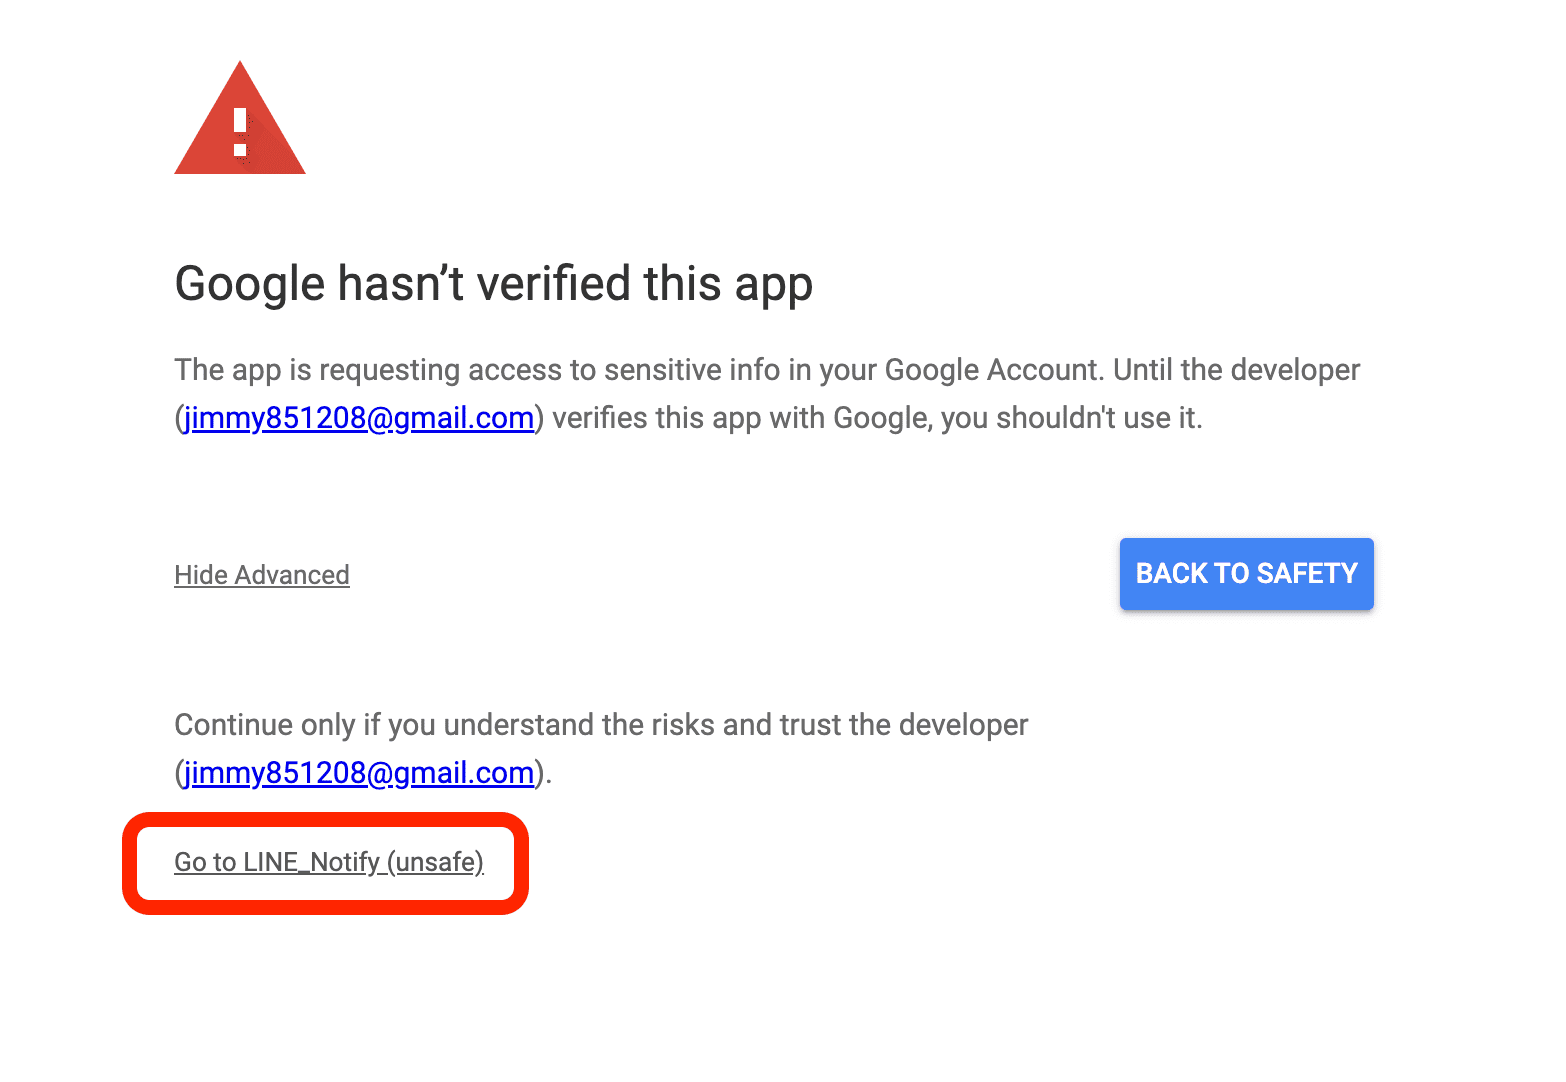 Google hasn’t verified this app
The app is requesting access to sensitive info in your Google Account. Until the developer
(jimmy851208@gmail.com) verifies this app with Google, you shouldn't use it.
Hide Advanced
BACK TO SAFETY
Continue only if you understand the risks and trust the developer
(jimmy851208@gmail.com).
Go to LINE_Notify (unsafe)